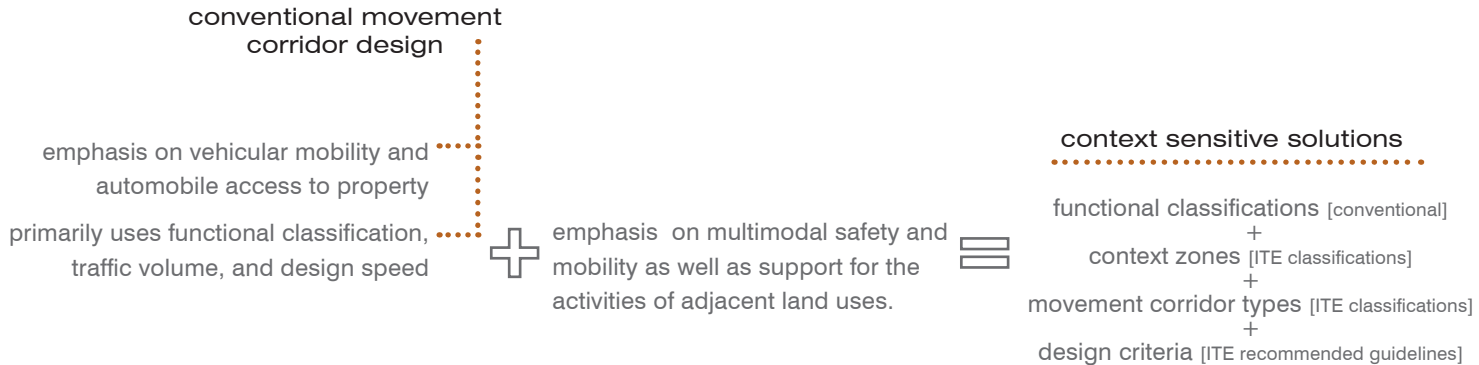 conventional movement
corridor design
emphasis on vehicular mobility and
automobile access to property
primarily uses functional classification,
traffic volume, and design speed
emphasis  on multimodal safety and
mobility as well as support for the
activities of adjacent land uses.
context sensitive solutions
functional classifications [conventional]
+
context zones [ITE classifications]
+
movement corridor types [ITE classifications]
+
design criteria [ITE recommended guidelines]